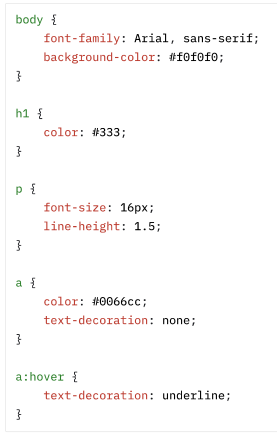 body {
    font-family: Arial, sans-serif;
    background-color: #f0f0f0;
}

h1 {
    color: #333;
}

p {
    font-size: 16px;
    line-height: 1.5;
}

a {
    color: #0066cc;
    text-decoration: none;
}

a:hover {
    text-decoration: underline;
}